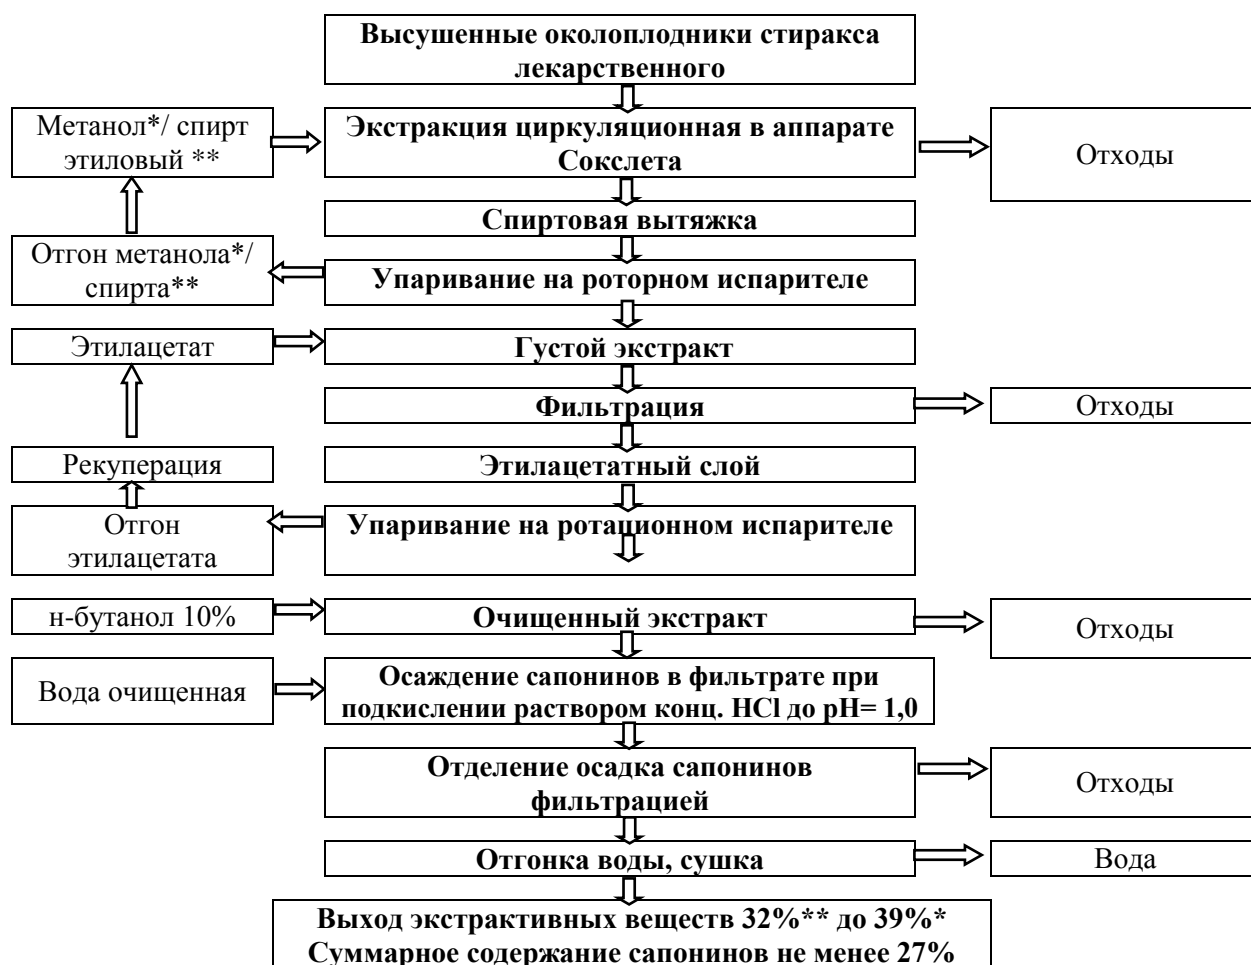 Высушенные околоплодники стиракса
лекарственного
Метанол*/ спирт
этиловый **
Экстракция циркуляционная в аппарате
Сокслета
Отходы
Спиртовая вытяжка
Отгон метанола*/
спирта**
Упаривание на роторном испарителе
Этилацетат
Густой экстракт
Фильтрация
Отходы
Рекуперация
Этилацетатный слой
Отгон
этилацетата
Упаривание на ротационном испарителе
н-бутанол 10%
Очищенный экстракт
Отходы
Вода очищенная
Осаждение сапонинов в фильтрате при
подкислении раствором конц. HCl до pH= 1,0
Отделение осадка сапонинов
фильтрацией
Отходы
Отгонка воды, сушка
Вода
Выход экстрактивных веществ 32%** до 39%*
Суммарное содержание сапонинов не менее 27%